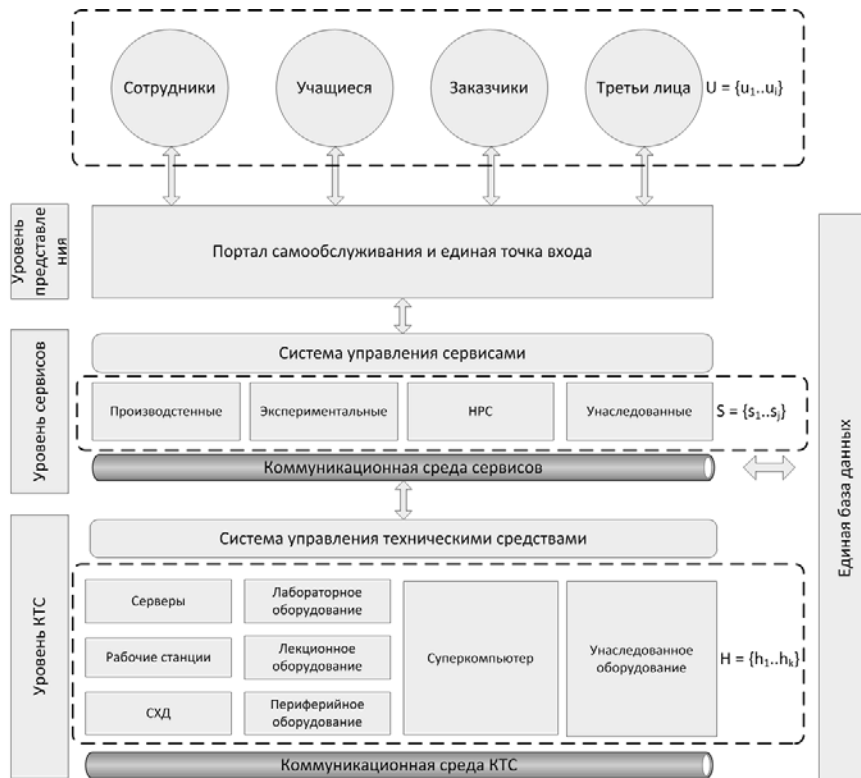 Сотрудники
Учащиеся
Заказчики
Третьи лица
U = {u₁..uᵢ}
Уровень
представле
ния
Портал самообслуживания и единая точка входа
Уровень сервисов
Система управления сервисами
Производстенные
Экспериментальные
HPC
Унаследованные
S = {s₁..sⱼ}
Коммуникационная среда сервисов
Единая база данных
Уровень КТС
Система управления техническими средствами
Серверы
Лабораторное
оборудование
Рабочие станции
Лекционное
оборудование
СХД
Периферийное
оборудование
Суперкомпьютер
Унаследованное
оборудование
H = {h₁..hₖ}
Коммуникационная среда КТС